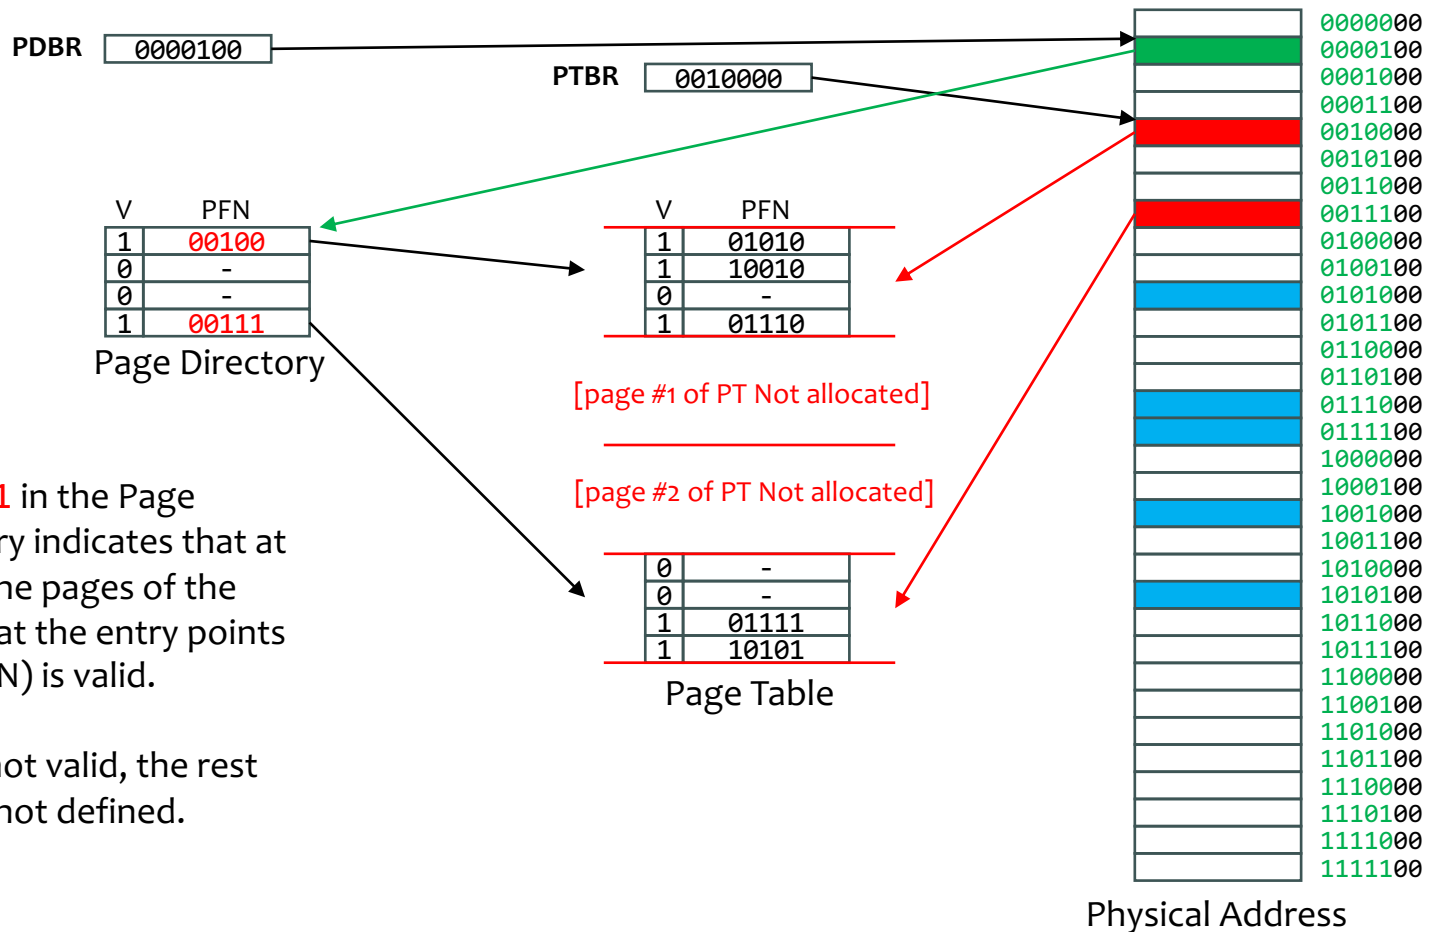 PDBR 0000100
PTBR 0010000
V PFN
1 00100
0 -
0 -
1 00111
Page Directory
V PFN
1 01010
1 10010
0 -
1 01110
[page #1 of PT Not allocated]
[page #2 of PT Not allocated]
0 -
0 -
1 01111
1 10101
Page Table
1 in the Page
ry indicates that at
he pages of the
at the entry points
N) is valid.
not valid, the rest
not defined.
0000000
0000100
0001000
0001100
0010000
0010100
0011000
0011100
0100000
0100100
0101000
0101100
0110000
0110100
0111000
0111100
1000000
1000100
1001000
1001100
1010000
1010100
1011000
1011100
1100000
1100100
1101000
1101100
1110000
1110100
1111000
1111100
Physical Address